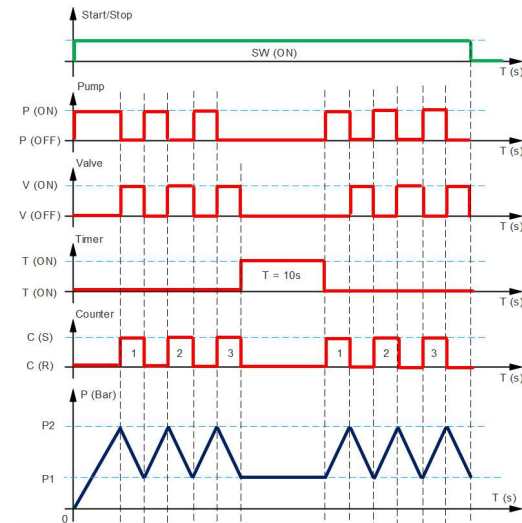 Start/Stop
SW (ON)
T (s)
Pump
P (ON)
P (OFF)
T (s)
Valve
V (ON)
V (OFF)
T (s)
Timer
T (ON)
T = 10s
T (ON)
T (s)
Counter
C (S)
1 2 3 1 2 3
C (R)
T (s)
P (Bar)
P2
P1
T (s)
0